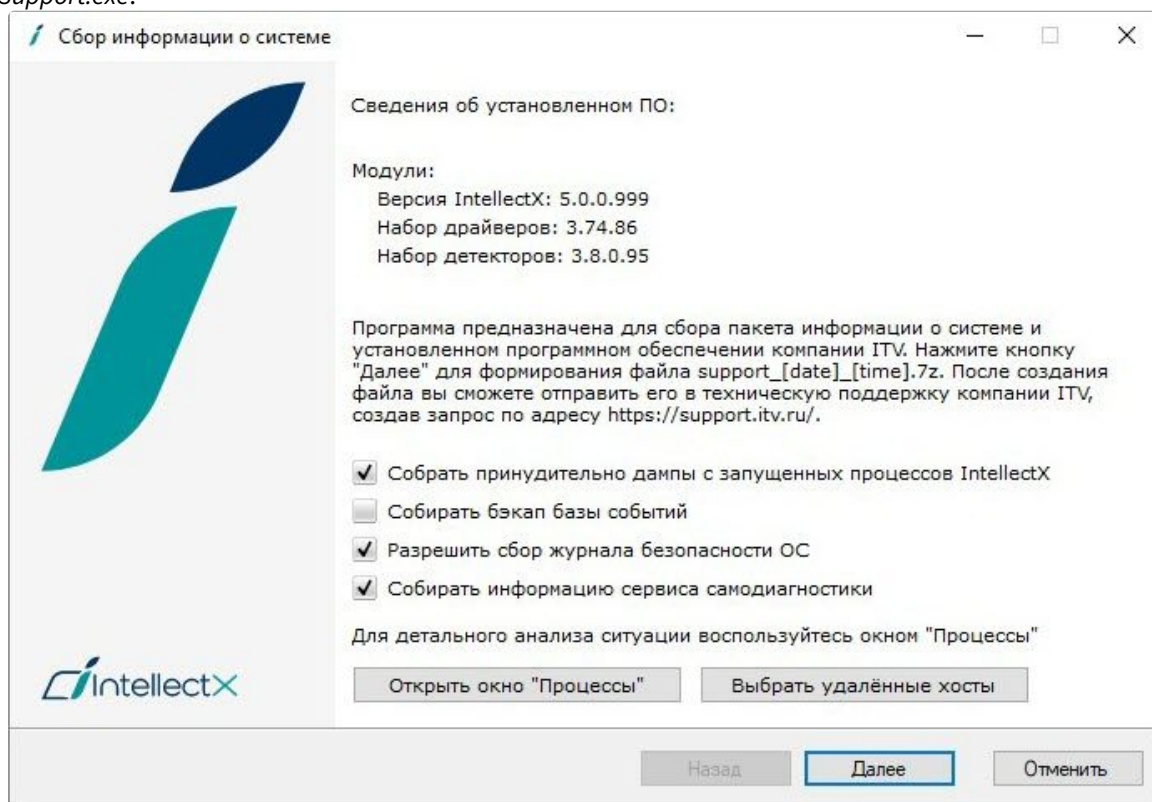 Support.exe.
Сбор информации о системе
Сведения об установленном ПО:
Модули:
Версия IntellectX: 5.0.0.999
Набор драйверов: 3.74.86
Набор детекторов: 3.8.0.95
Программа предназначена для сбора пакета информации о системе и
установленном программном обеспечении компании ITV. Нажмите кнопку
"Далее" для формирования файла support_[date]_[time].7z. После создания
файла вы сможете отправить его в техническую поддержку компании ITV,
создав запрос по адресу https://support.itv.ru/.
Собрать принудительно дампы с запущенных процессов IntellectX
Собирать бэкап базы событий
Разрешить сбор журнала безопасности ОС
Собирать информацию сервиса самодиагностики
Для детального анализа ситуации воспользуйтесь окном "Процессы"
Открыть окно "Процессы" Выбрать удалённые хосты
IntellectX
Назад Далее Отменить